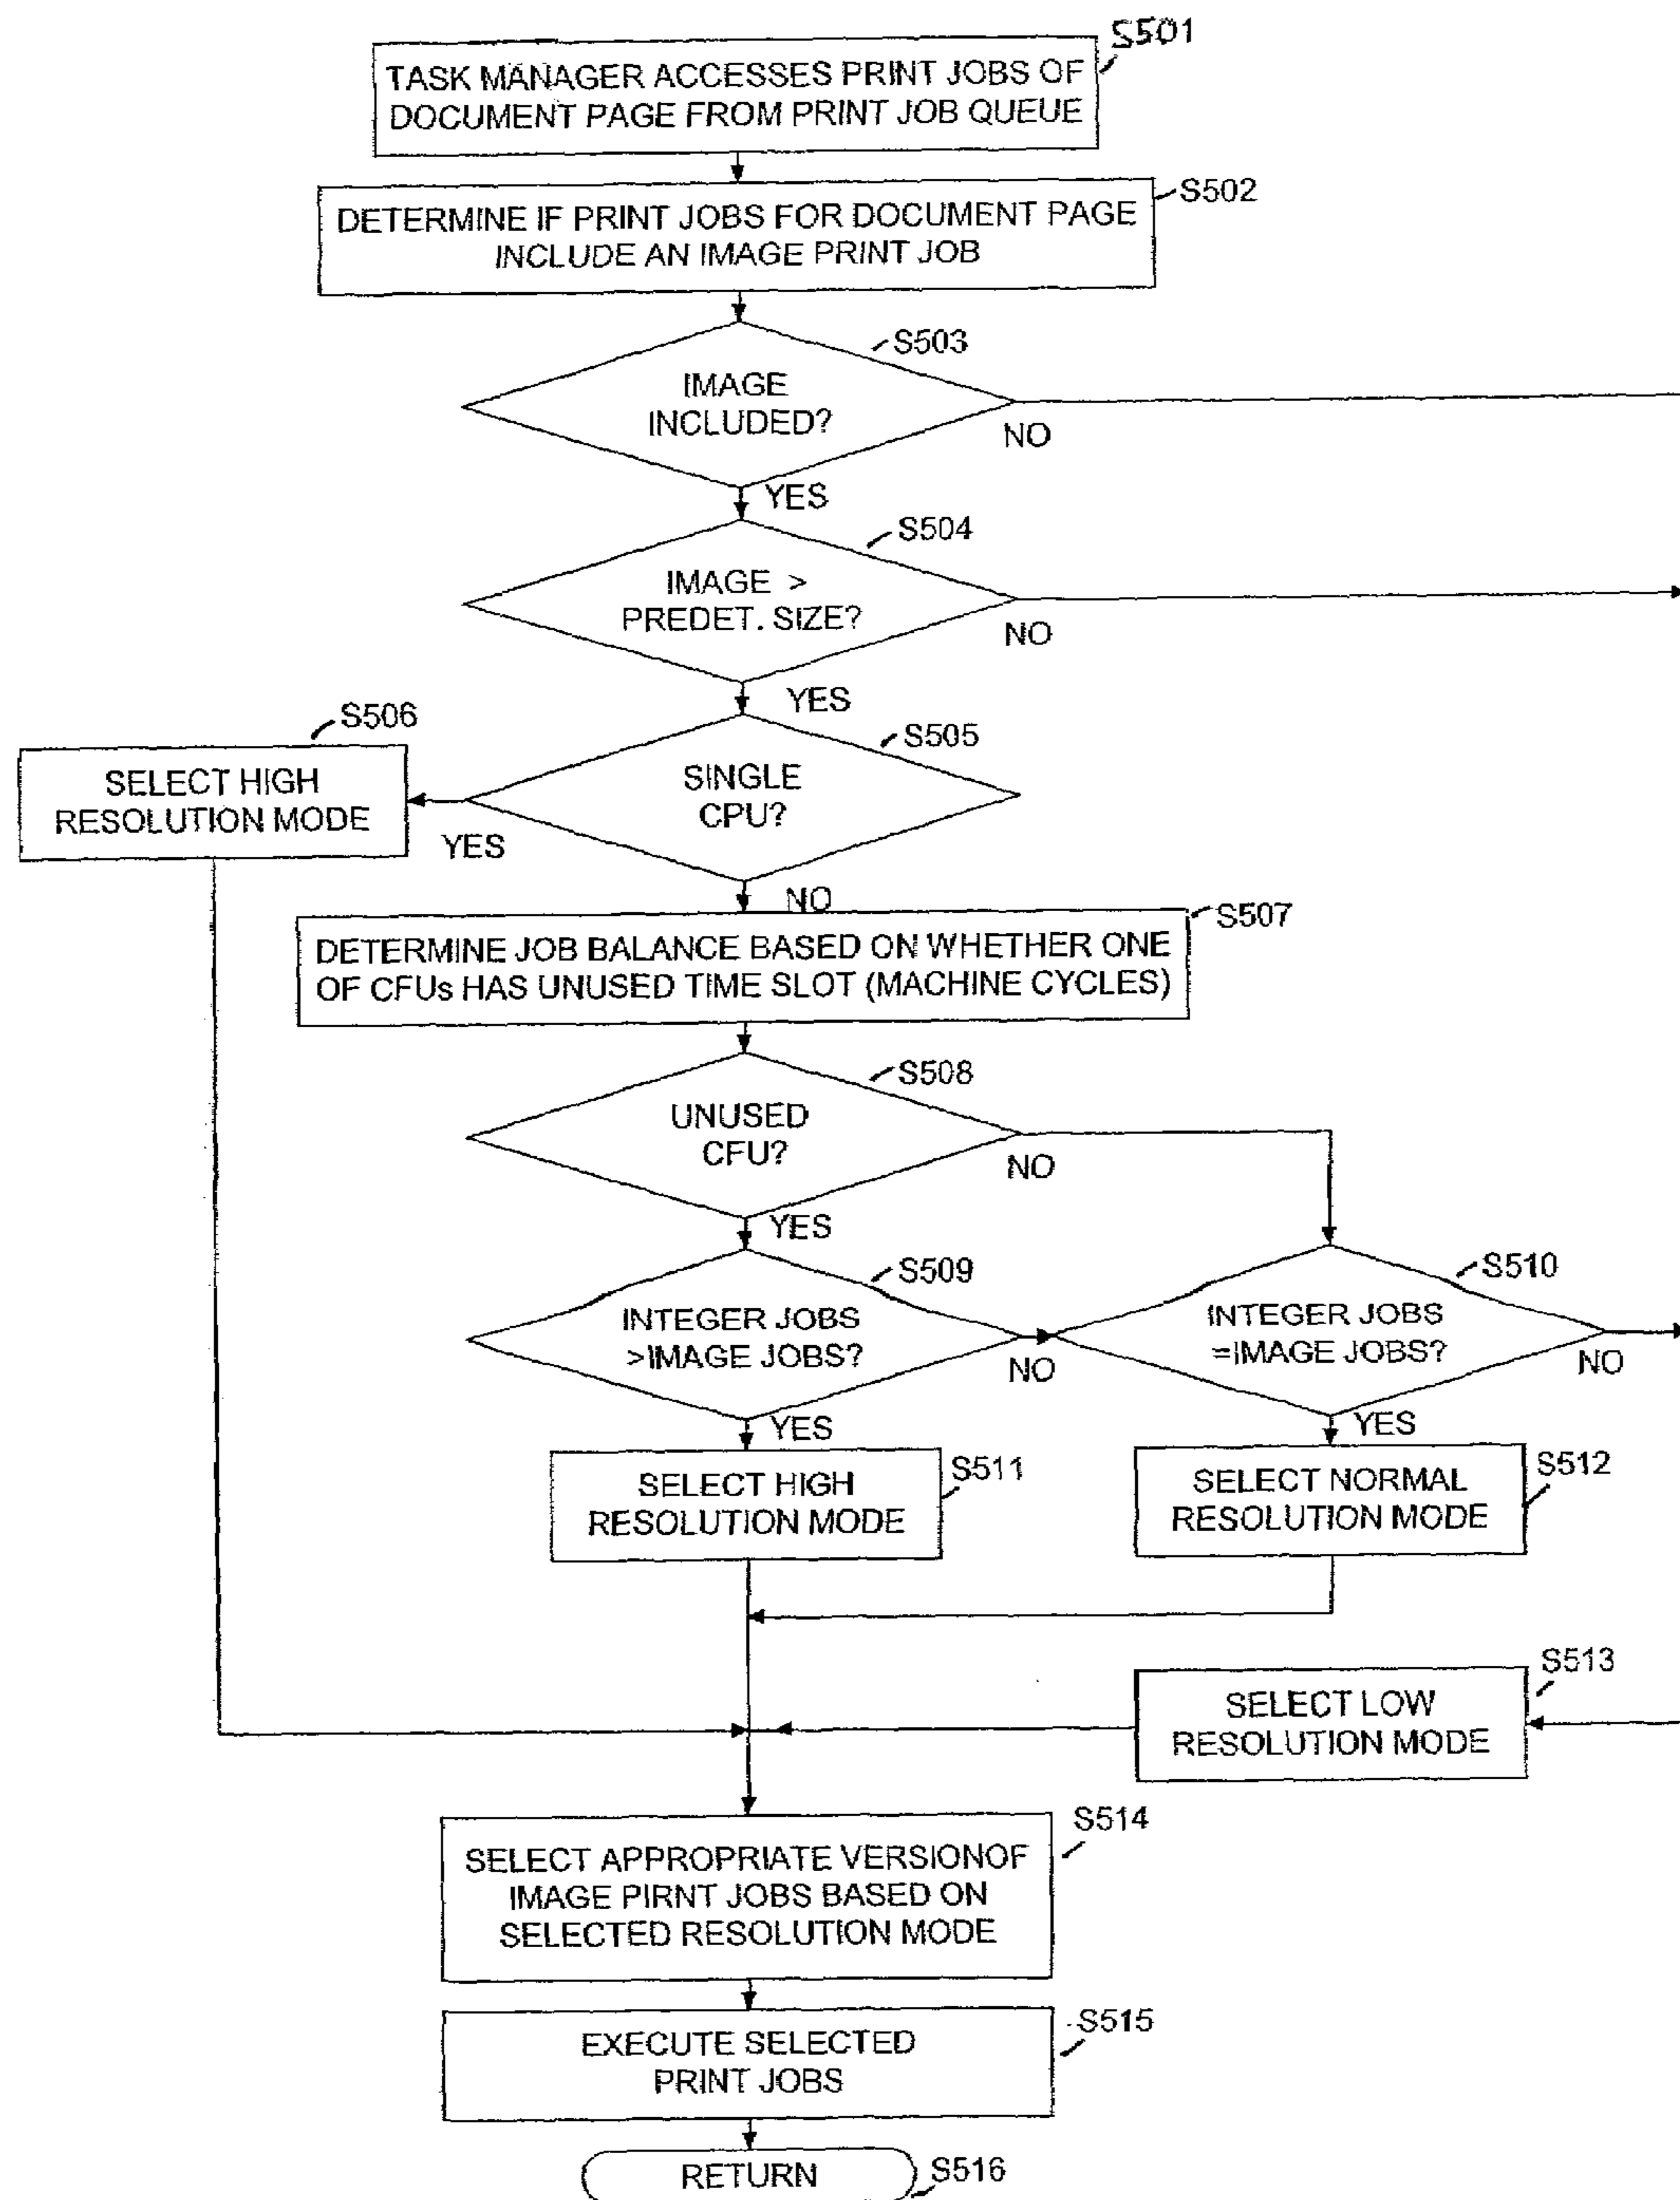 S501
TASK MANAGER ACCESSES PRINT JOBS OF
DOCUMENT PAGE FROM PRINT JOB QUEUE
S502
DETERMINE IF PRINT JOBS FOR DOCUMENT PAGE
INCLUDE AN IMAGE PRINT JOB
S503
IMAGE
INCLUDED?
NO
YES
S504
IMAGE >
PREDET. SIZE?
NO
YES
S506
SELECT HIGH
RESOLUTION MODE
S505
SINGLE
CPU?
YES
NO
S507
DETERMINE JOB BALANCE BASED ON WHETHER ONE
OF CFUs HAS UNUSED TIME SLOT (MACHINE CYCLES)
S508
UNUSED
CFU?
NO
YES
S509
INTEGER JOBS
>IMAGE JOBS?
NO
YES
S510
INTEGER JOBS
=IMAGE JOBS?
NO
YES
S511
SELECT HIGH
RESOLUTION MODE
S512
SELECT NORMAL
RESOLUTION MODE
S513
SELECT LOW
RESOLUTION MODE
S514
SELECT APPROPRIATE VERSIONOF
IMAGE PIRNT JOBS BASED ON
SELECTED RESOLUTION MODE
S515
EXECUTE SELECTED
PRINT JOBS
RETURN
S516